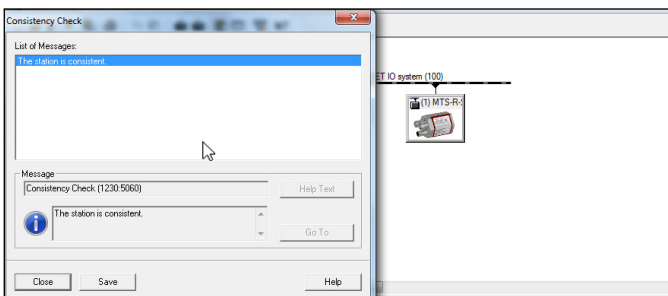 Consistency Check
List of Messages:
The station is consistent.
ET IO system (100)
(1) MTS-R-
Message
Consistency Check (1230:5060)
Help Text
The station is consistent.
Go To
Close
Save
Help